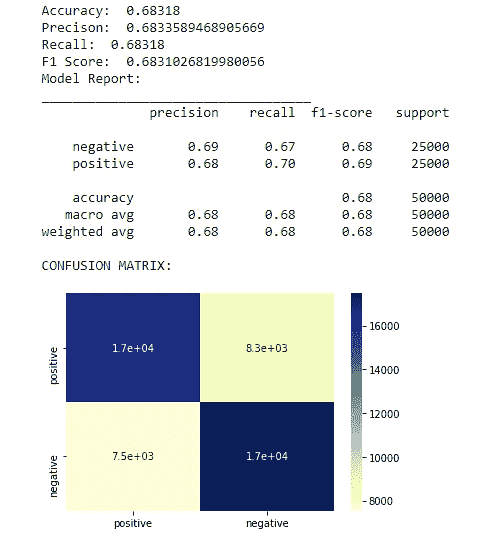 Accuracy:  0.68318
Precison:  0.6833589468905669
Recall:  0.68318
F1 Score:  0.6831026819980056
Model Report:
___________________________________
precision    recall  f1-score   support
negative       0.69      0.67      0.68     25000
positive       0.68      0.70      0.69     25000
accuracy                           0.68     50000
macro avg       0.68      0.68      0.68     50000
weighted avg       0.68      0.68      0.68     50000
CONFUSION MATRIX:
positive
1.7e+04
8.3e+03
negative
7.5e+03
1.7e+04
positive
negative
16000
14000
12000
10000
8000